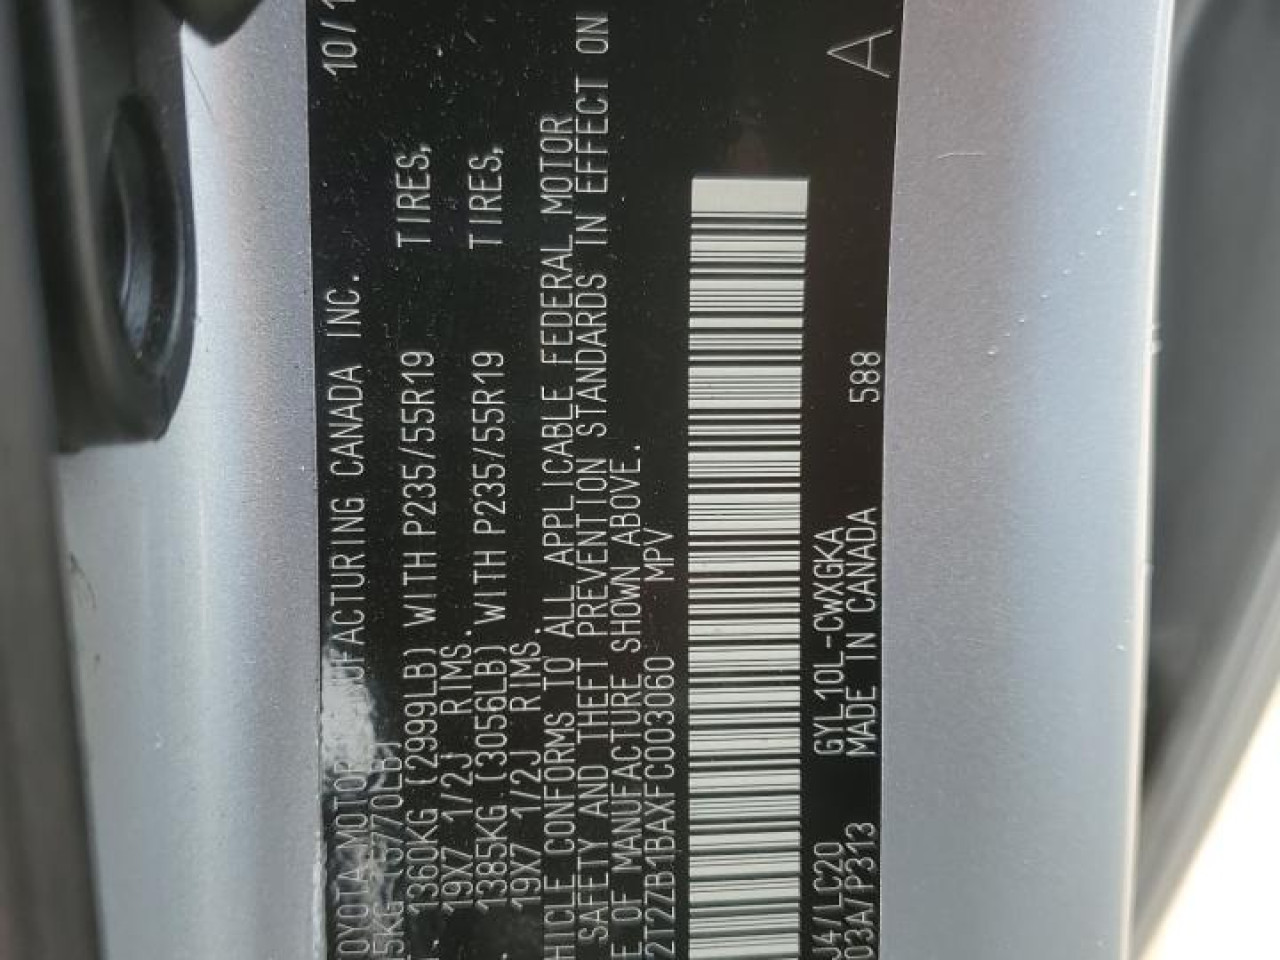 OYOTA MOTOR MANUFACTURING CANADA INC. 10/1
5KG (5770LB)
1360KG (2999LB) WITH P235/55R19 TIRES,
19X7 1/2J RIMS.
1385KG (3056LB) WITH P235/55R19 TIRES,
19X7 1/2J RIMS.
HICLE CONFORMS TO ALL APPLICABLE FEDERAL MOTOR
SAFETY AND THEFT PREVENTION STANDARDS IN EFFECT ON
E OF MANUFACTURE SHOWN ABOVE.
2T2ZB1BAXFC003060 MPV
A
J4/LC20 GYL10L-CWXGKA
03A/P313 MADE IN CANADA 588